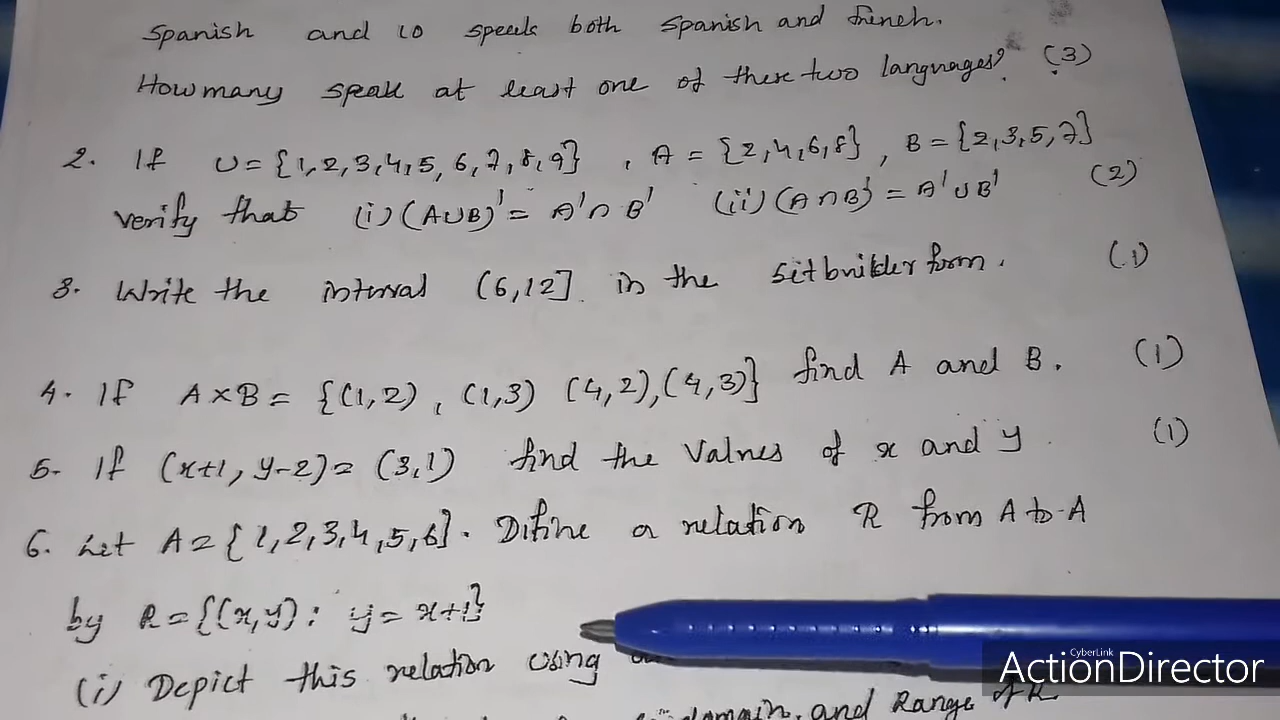 Spanish and 10 speeks both Spanish and french.
How many speak at least one of these two languages? (3)
2. If U = {1,2,3,4,5,6,7,8,9}, A = {2,4,6,8}, B = {2,3,5,7}
verify that (i) (A∪B)' = A'∩B' (ii) (A∩B)' = A'∪B' (2)
3. Write the interval (6,12] in the setbuilder form. (1)
4. If A×B = {(1,2), (1,3) (4,2), (4,3)} find A and B. (1)
5. If (x+1, y-2) = (3,1) find the values of x and y. (1)
6. Let A = {1,2,3,4,5,6}. Difine a relation R from A to A
by R = {(x,y): y = x+1}
(i) Depict this relation using
domain, and Range of R
CyberLink
ActionDirector